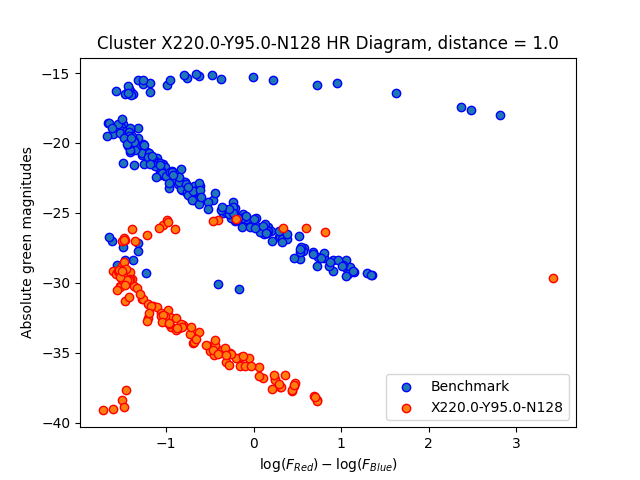 Cluster X220.0-Y95.0-N128 HR Diagram, distance = 1.0
Absolute green magnitudes
−15
−20
−25
−30
−35
−40
Benchmark
X220.0-Y95.0-N128
−1 0 1 2 3
log(F_Red) − log(F_Blue)